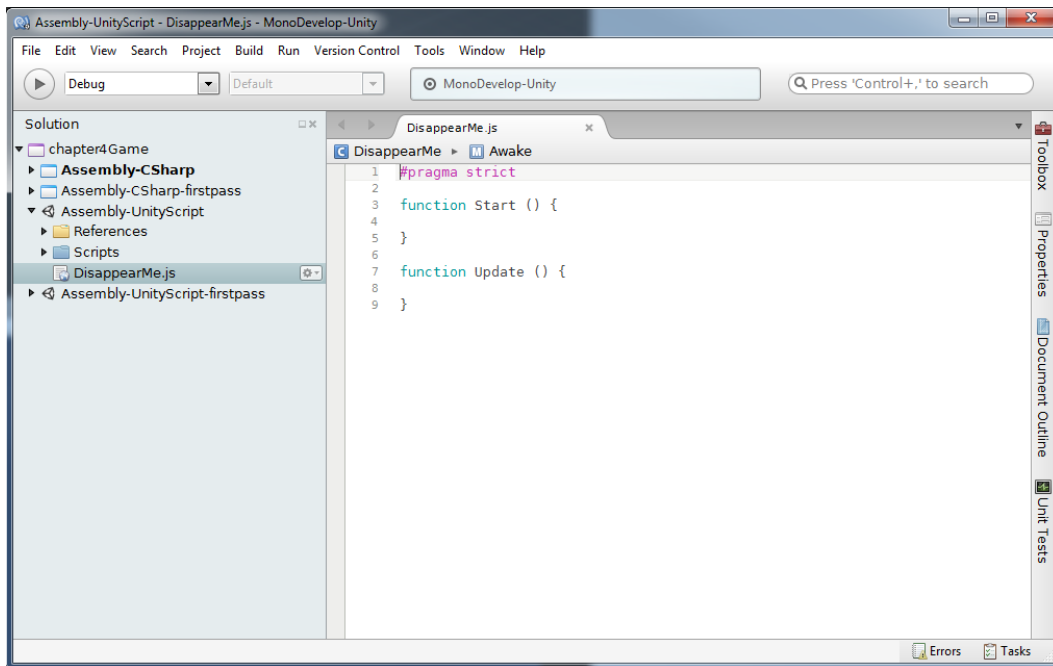 Assembly-UnityScript - DisappearMe.js - MonoDevelop-Unity
File Edit View Search Project Build Run Version Control Tools Window Help
Debug Default MonoDevelop-Unity Press 'Control+,' to search
Solution
chapter4Game
Assembly-CSharp
Assembly-CSharp-firstpass
Assembly-UnityScript
References
Scripts
DisappearMe.js
Assembly-UnityScript-firstpass
DisappearMe.js
DisappearMe Awake
1 #pragma strict
2
3 function Start () {
4
5 }
6
7 function Update () {
8
9 }
Toolbox
Properties
Document Outline
Unit Tests
Errors Tasks